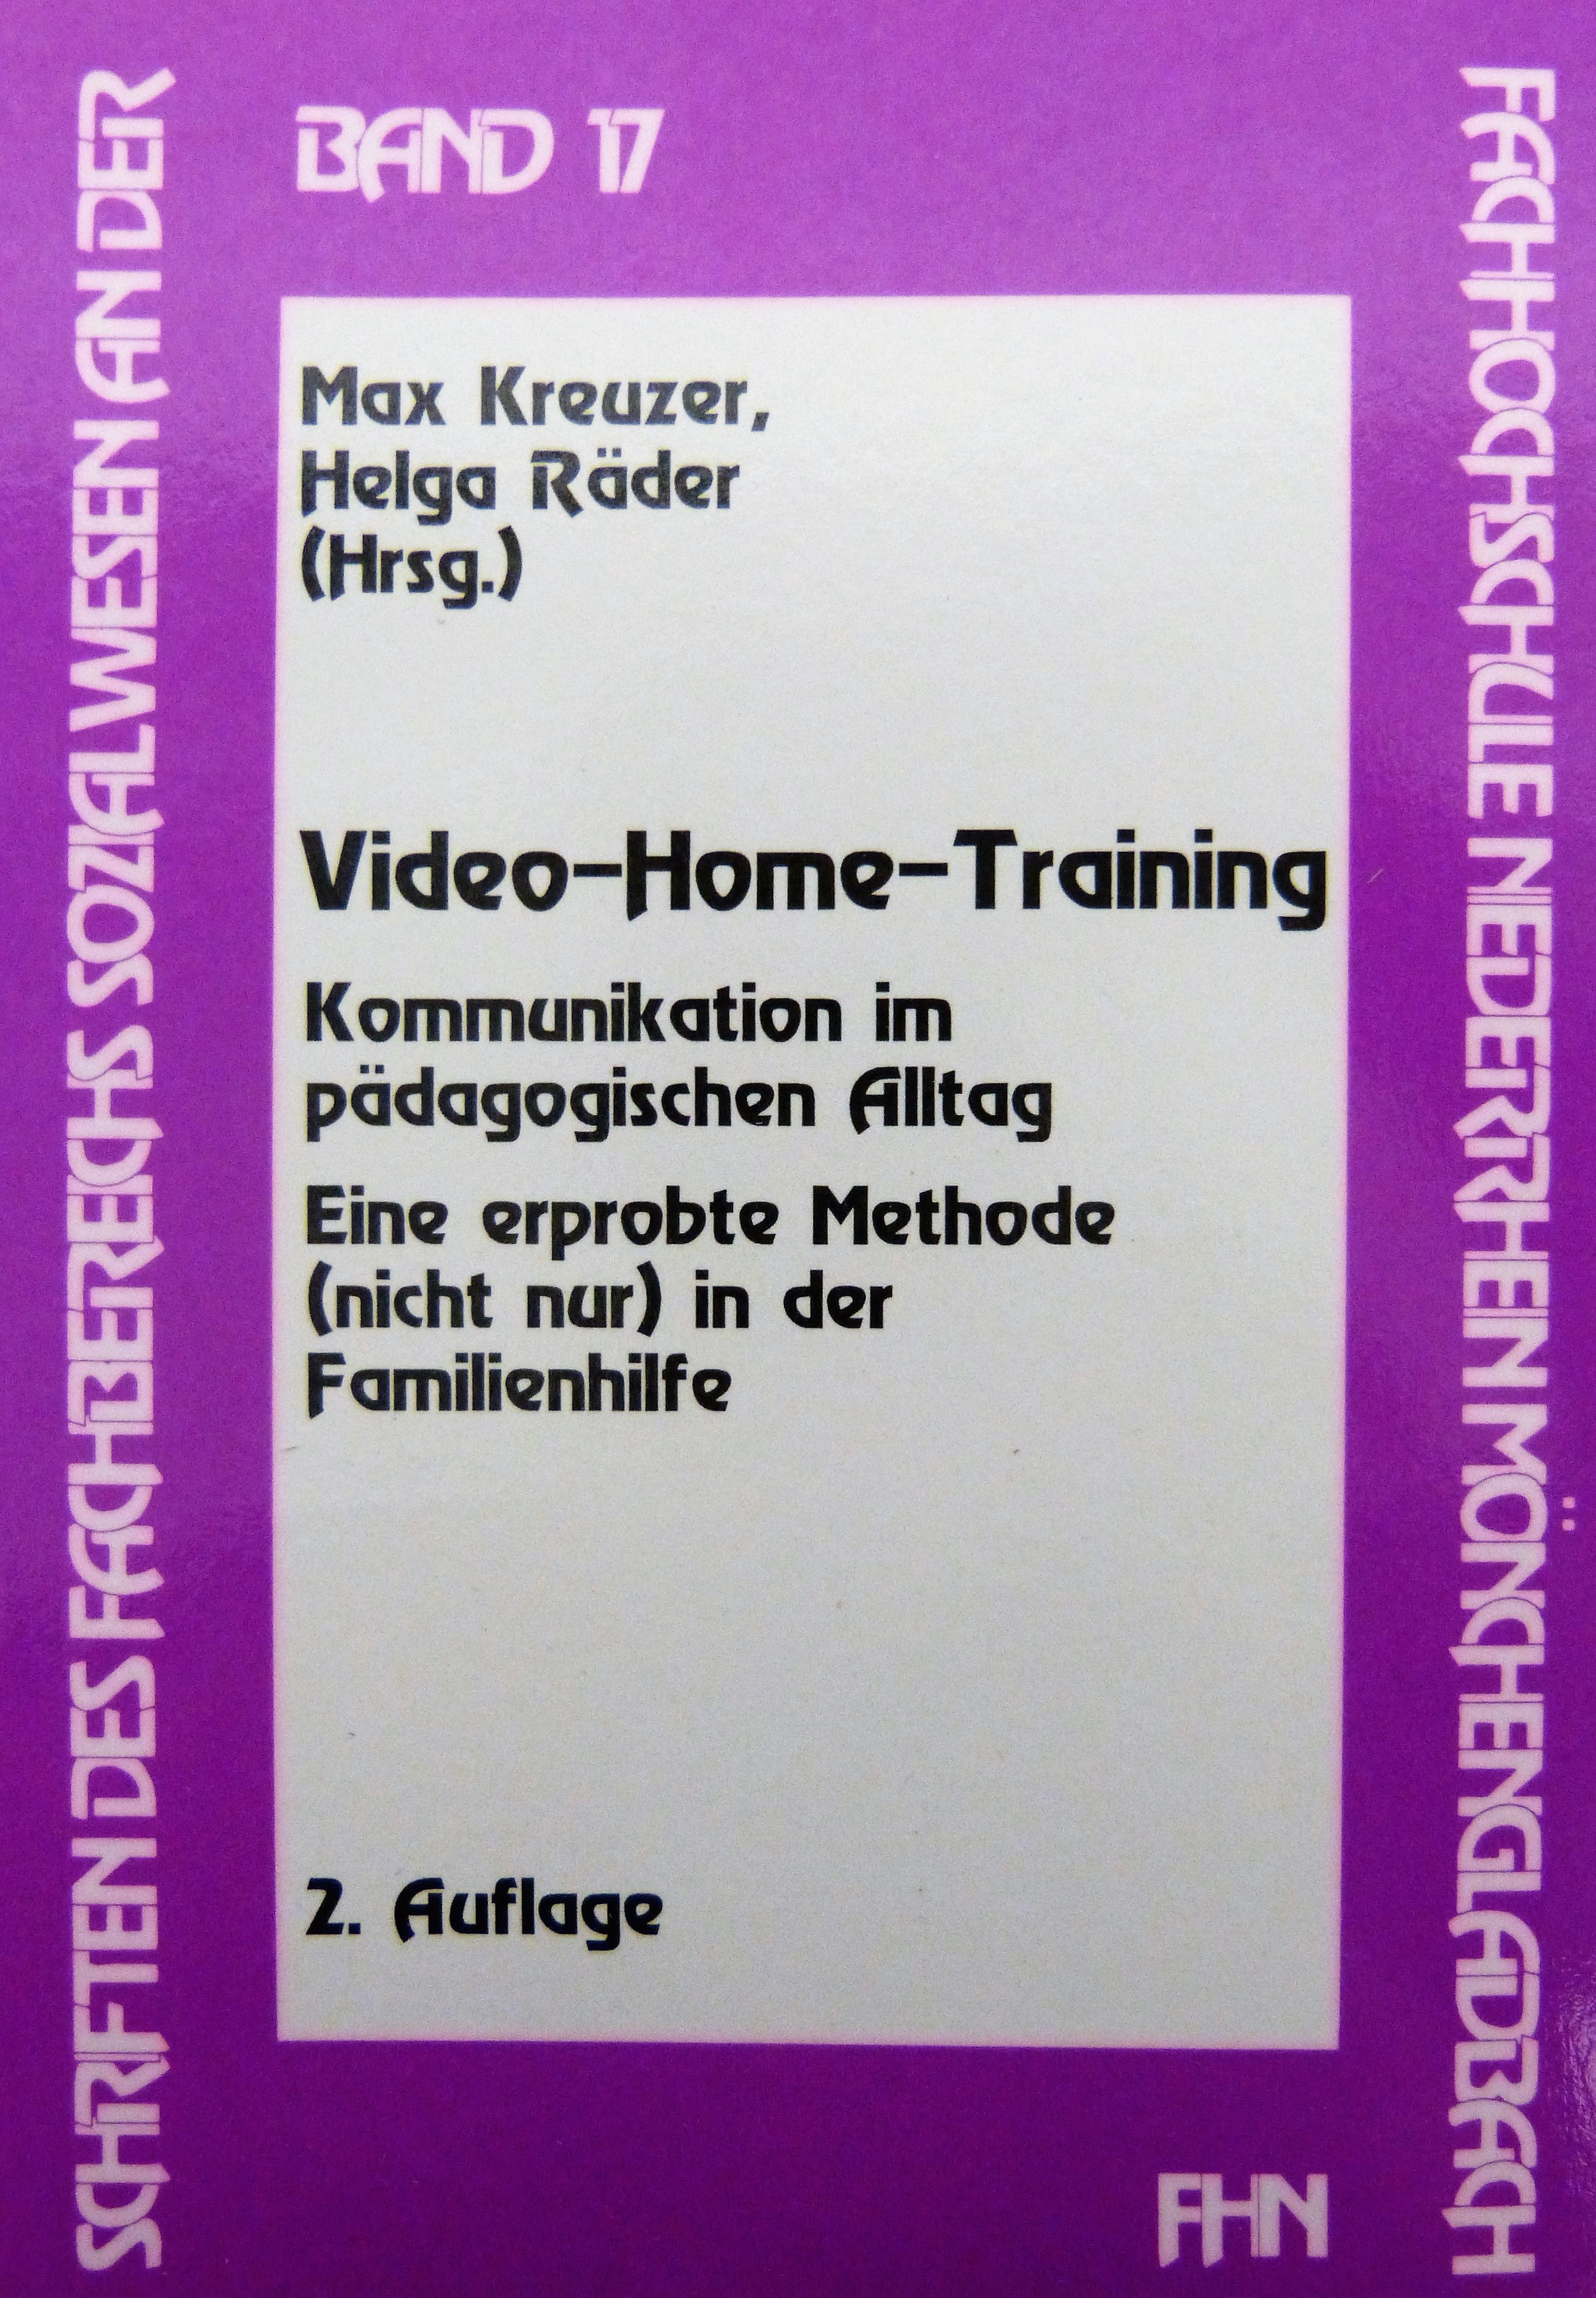 BAND 17
SCHRIFTEN DES FACHBEREICHS SOZIALWESEN AN DER
FACHHOCHSCHULE NIEDERRHEIN MÖNCHENGLADBACH
Max Kreuzer,
Helga Räder
(Hrsg.)
Video-Home-Training
Kommunikation im
pädagogischen Alltag
Eine erprobte Methode
(nicht nur) in der
Familienhilfe
2. Auflage
FHN